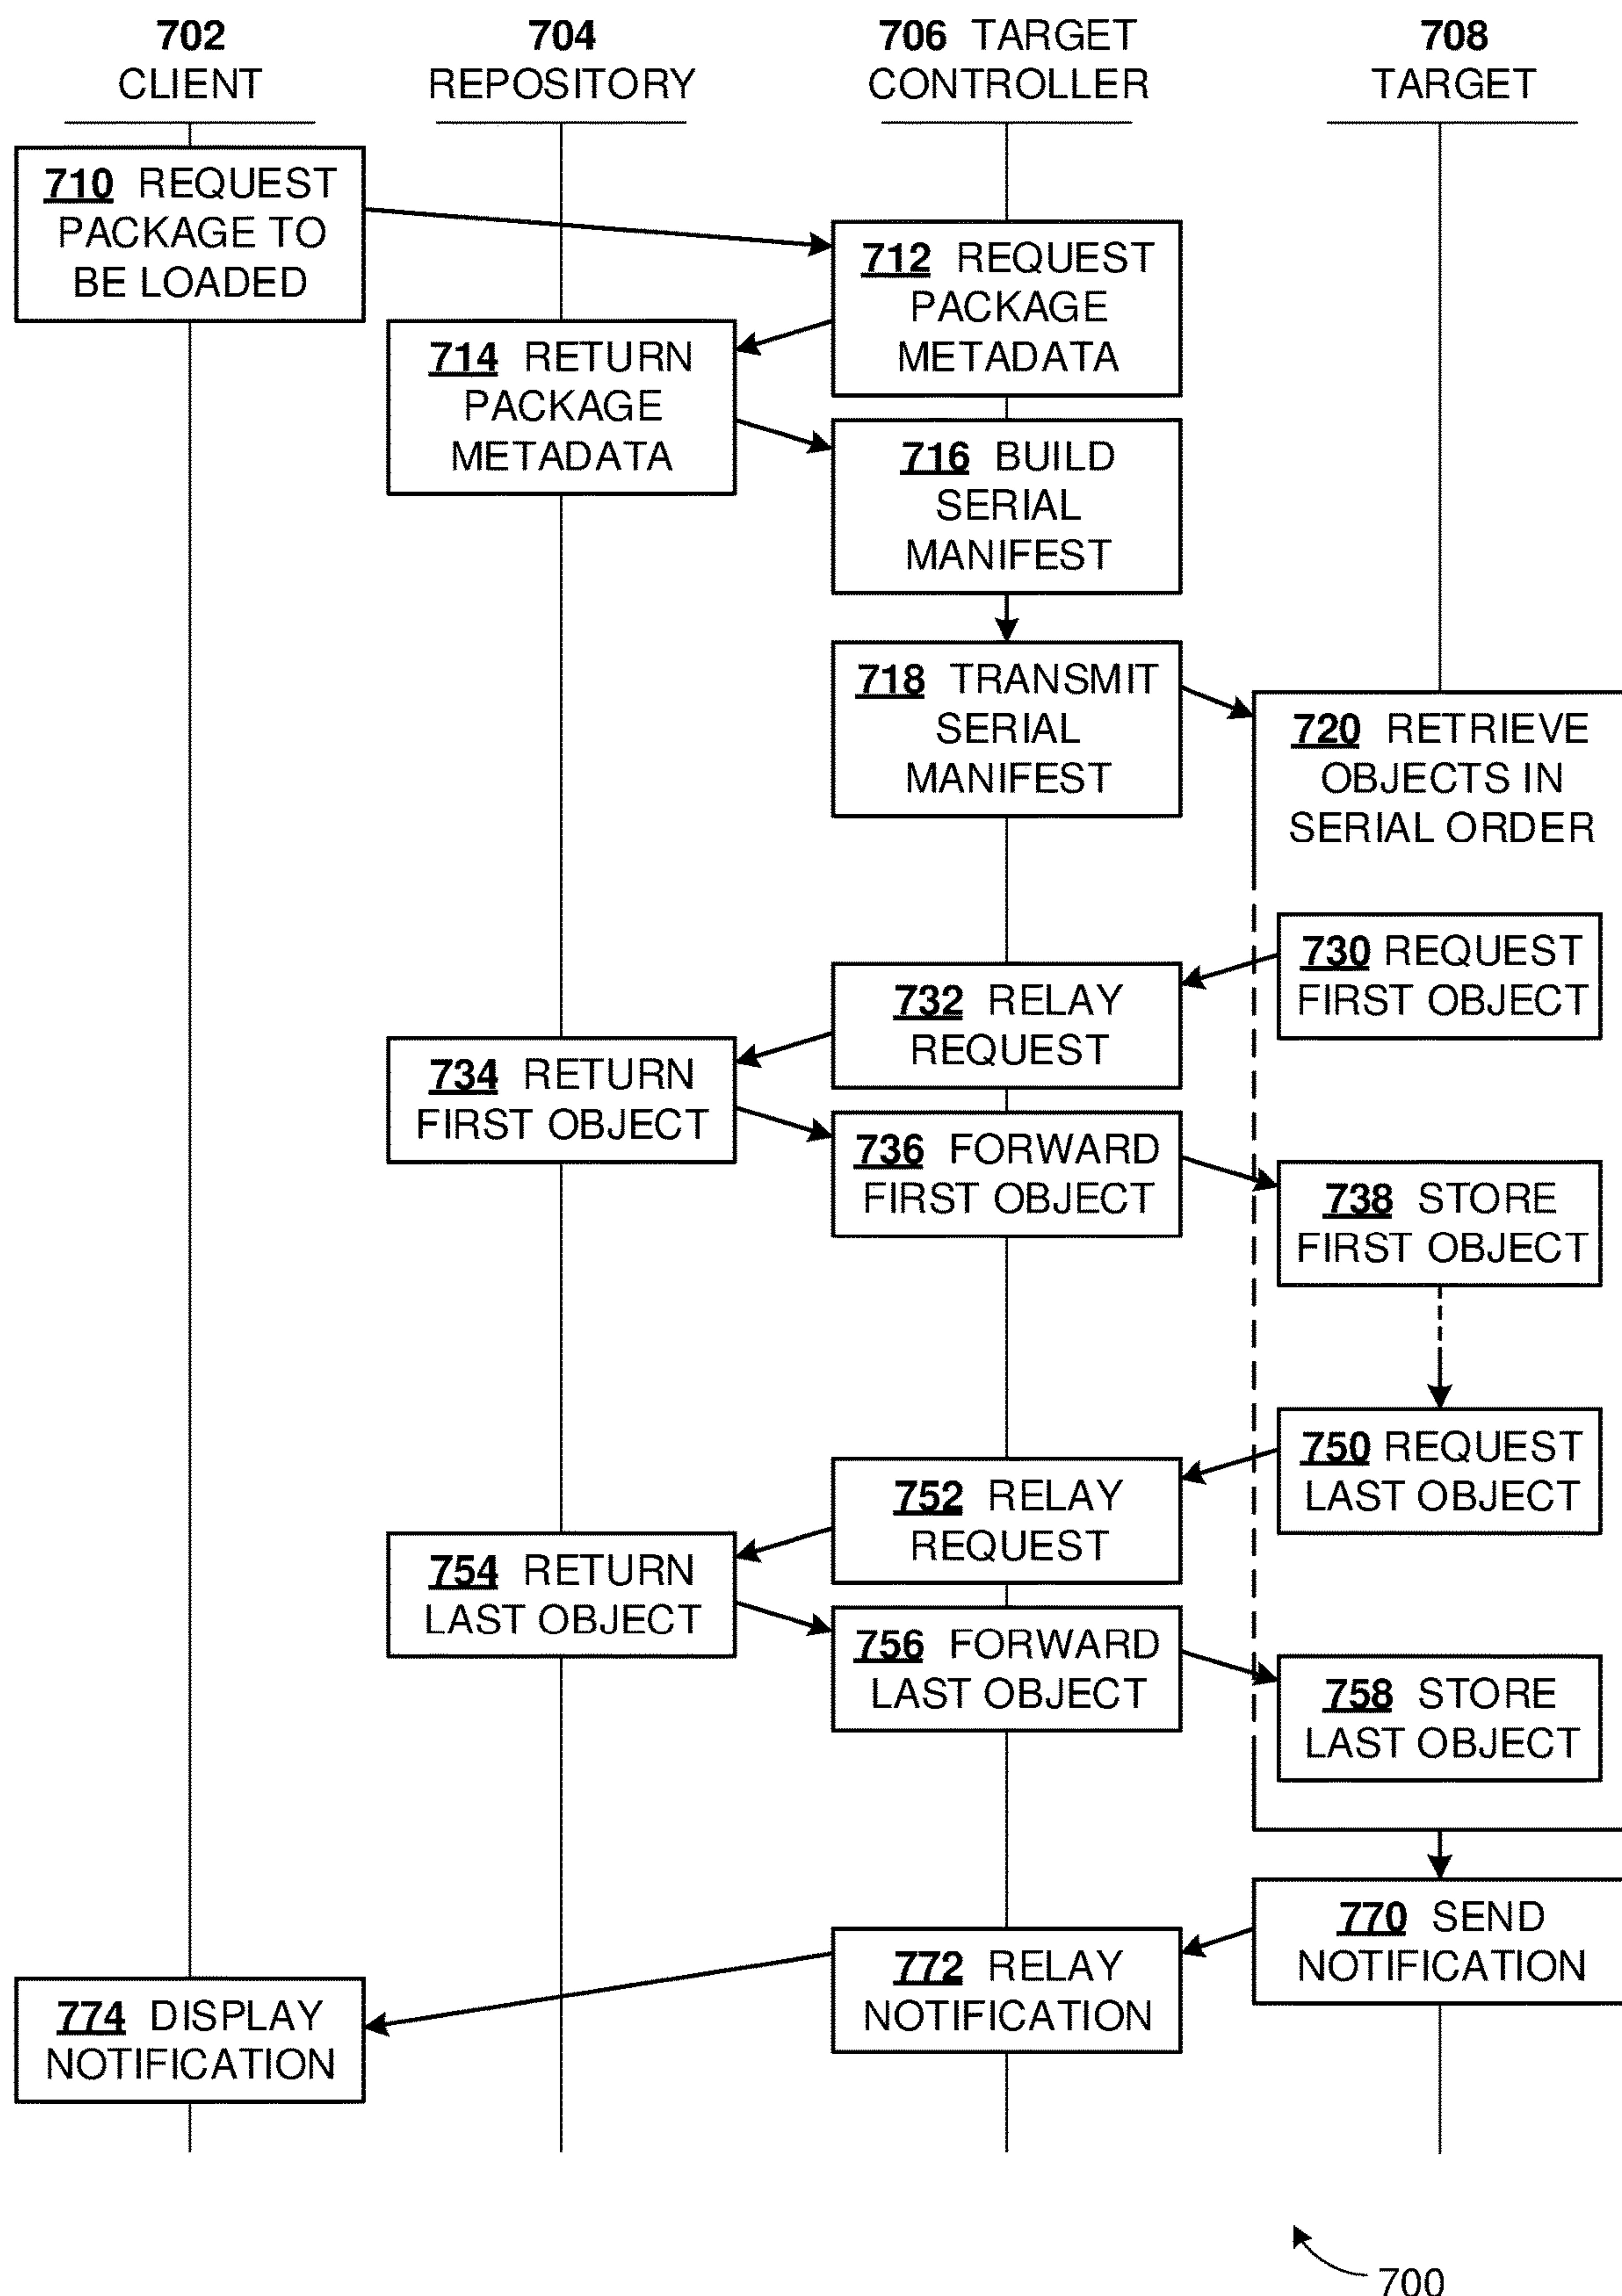 702
CLIENT
704
REPOSITORY
706 TARGET
CONTROLLER
708
TARGET
710 REQUEST
PACKAGE TO
BE LOADED
712 REQUEST
PACKAGE
METADATA
714 RETURN
PACKAGE
METADATA
716 BUILD
SERIAL
MANIFEST
718 TRANSMIT
SERIAL
MANIFEST
720 RETRIEVE
OBJECTS IN
SERIAL ORDER
730 REQUEST
FIRST OBJECT
732 RELAY
REQUEST
734 RETURN
FIRST OBJECT
736 FORWARD
FIRST OBJECT
738 STORE
FIRST OBJECT
750 REQUEST
LAST OBJECT
752 RELAY
REQUEST
754 RETURN
LAST OBJECT
756 FORWARD
LAST OBJECT
758 STORE
LAST OBJECT
770 SEND
NOTIFICATION
772 RELAY
NOTIFICATION
774 DISPLAY
NOTIFICATION
700